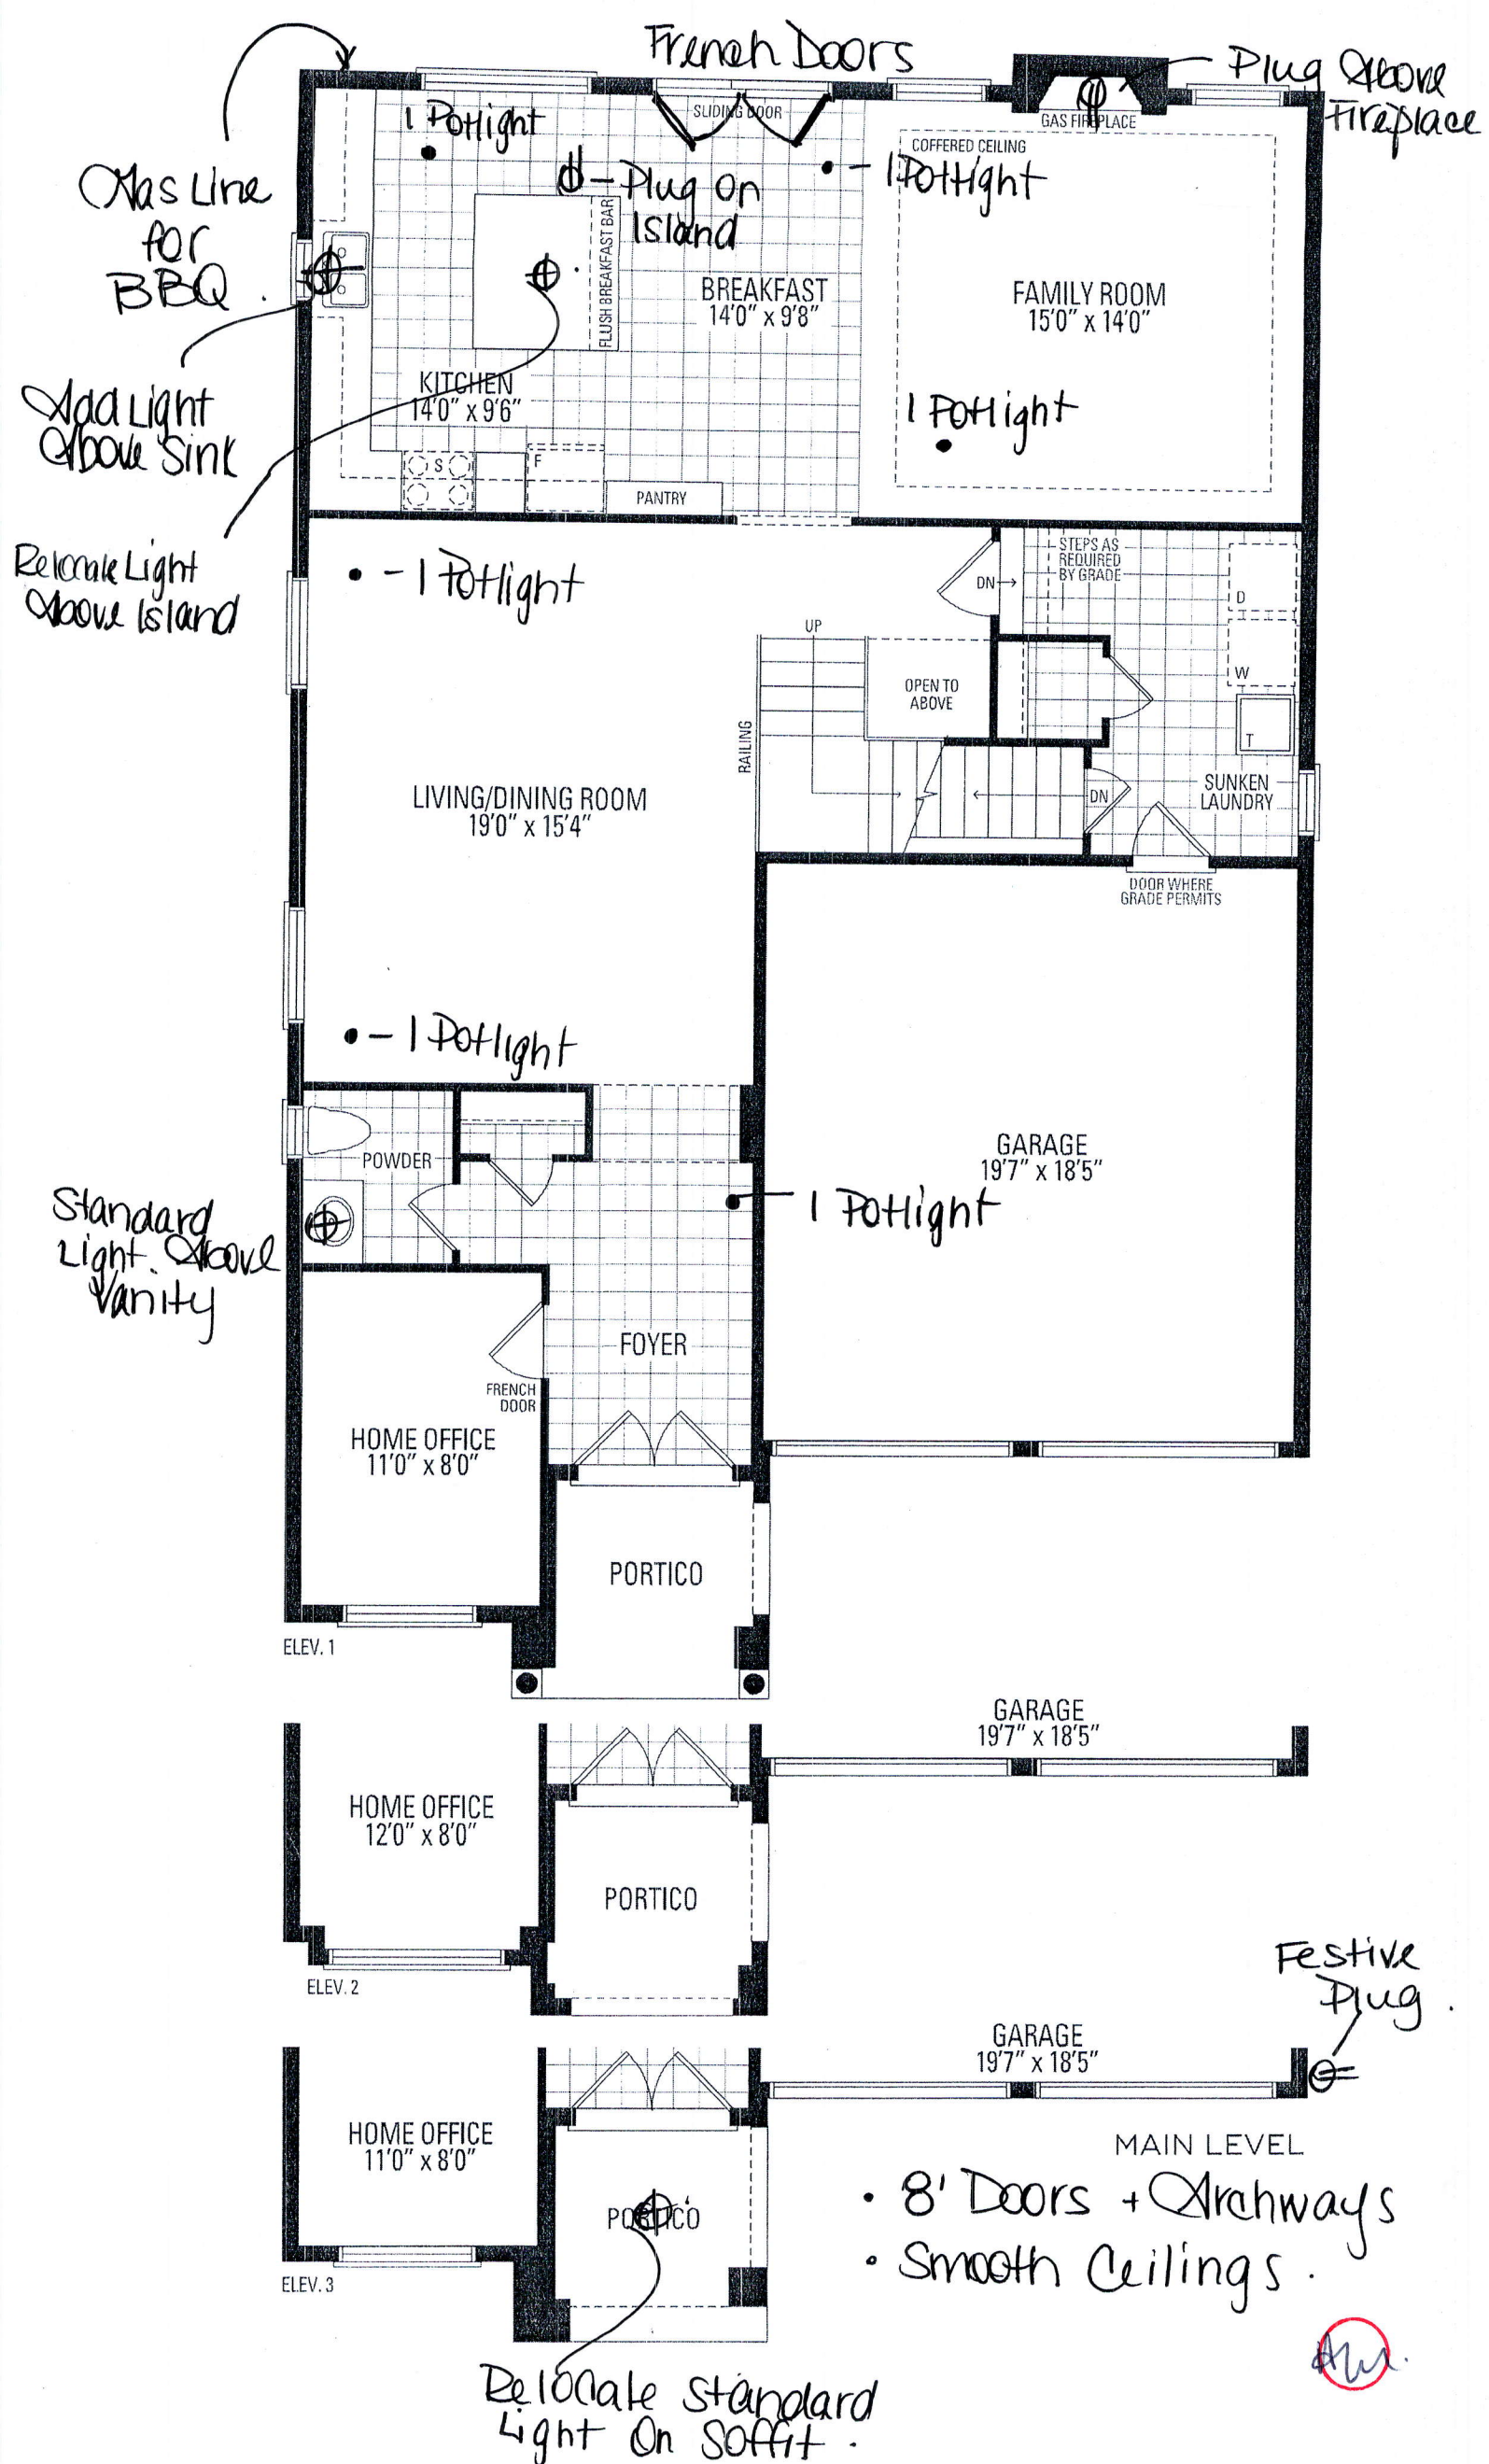 French Doors
Plug Above
Fireplace
SLIDING DOOR
GAS FIREPLACE
1 Potlight
COFFERED CEILING
- 1 Potlight
Gas Line
for
BBQ.
- Plug On
Island
FLUSH BREAKFAST BAR
BREAKFAST
14'0" x 9'8"
FAMILY ROOM
15'0" x 14'0"
KITCHEN
14'0" x 9'6"
Add Light
Above Sink
1 Potlight
S
F
PANTRY
Relocate Light
Above Island
- 1 Potlight
STEPS AS
REQUIRED
BY GRADE
DN
D
UP
W
OPEN TO
ABOVE
RAILING
T
LIVING/DINING ROOM
19'0" x 15'4"
DN
SUNKEN
LAUNDRY
DOOR WHERE
GRADE PERMITS
- 1 Potlight
POWDER
GARAGE
19'7" x 18'5"
Standard
Light. Above
Vanity
- 1 Potlight
FOYER
FRENCH
DOOR
HOME OFFICE
11'0" x 8'0"
PORTICO
ELEV. 1
GARAGE
19'7" x 18'5"
HOME OFFICE
12'0" x 8'0"
PORTICO
ELEV. 2
Festive
Plug.
GARAGE
19'7" x 18'5"
HOME OFFICE
11'0" x 8'0"
MAIN LEVEL
PORTICO
• 8' Doors + Archways
• Smooth Ceilings.
ELEV. 3
Relocate Standard
Light On Soffit.